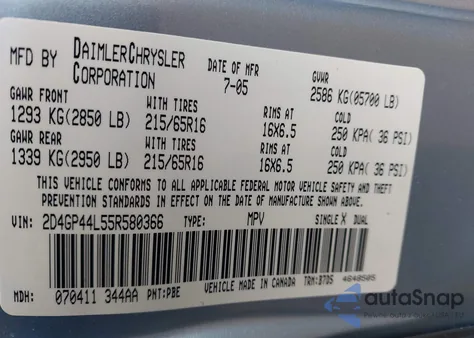 MFD BY DAIMLERCHRYSLER CORPORATION DATE OF MFR 7-05 GVWR 2586 KG(05700 LB)
GAWR FRONT WITH TIRES RIMS AT COLD
1293 KG(2850 LB) 215/65R16 16X6.5 250 KPA( 36 PSI)
GAWR REAR WITH TIRES RIMS AT COLD
1339 KG(2950 LB) 215/65R16 16X6.5 250 KPA( 36 PSI)
THIS VEHICLE CONFORMS TO ALL APPLICABLE FEDERAL MOTOR VEHICLE SAFETY AND THEFT
PREVENTION STANDARDS IN EFFECT ON THE DATE OF MANUFACTURE SHOWN ABOVE.
VIN: 2D4GP44L55R580366 TYPE: MPV SINGLE X DUAL
VEHICLE MADE IN CANADA TRM:B7D5 4648505
MDH: 070411 344AA PNT:PBE
autoSnap